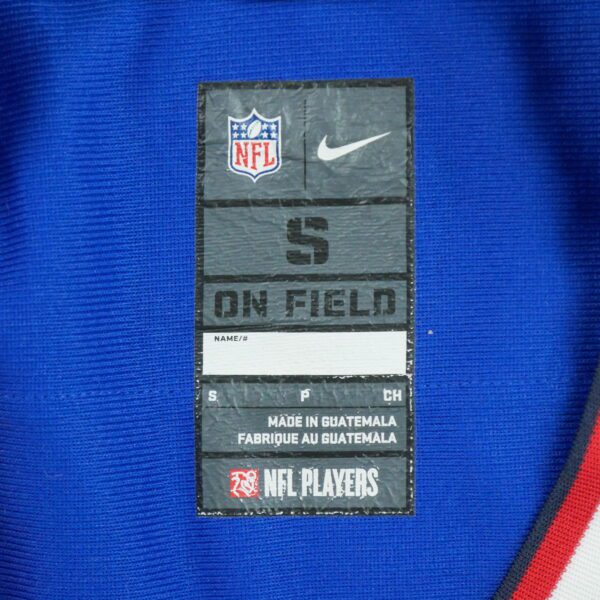 NFL
S
ON FIELD
NAME/#
S P CH
MADE IN GUATEMALA
FABRIQUE AU GUATEMALA
NFL PLAYERS